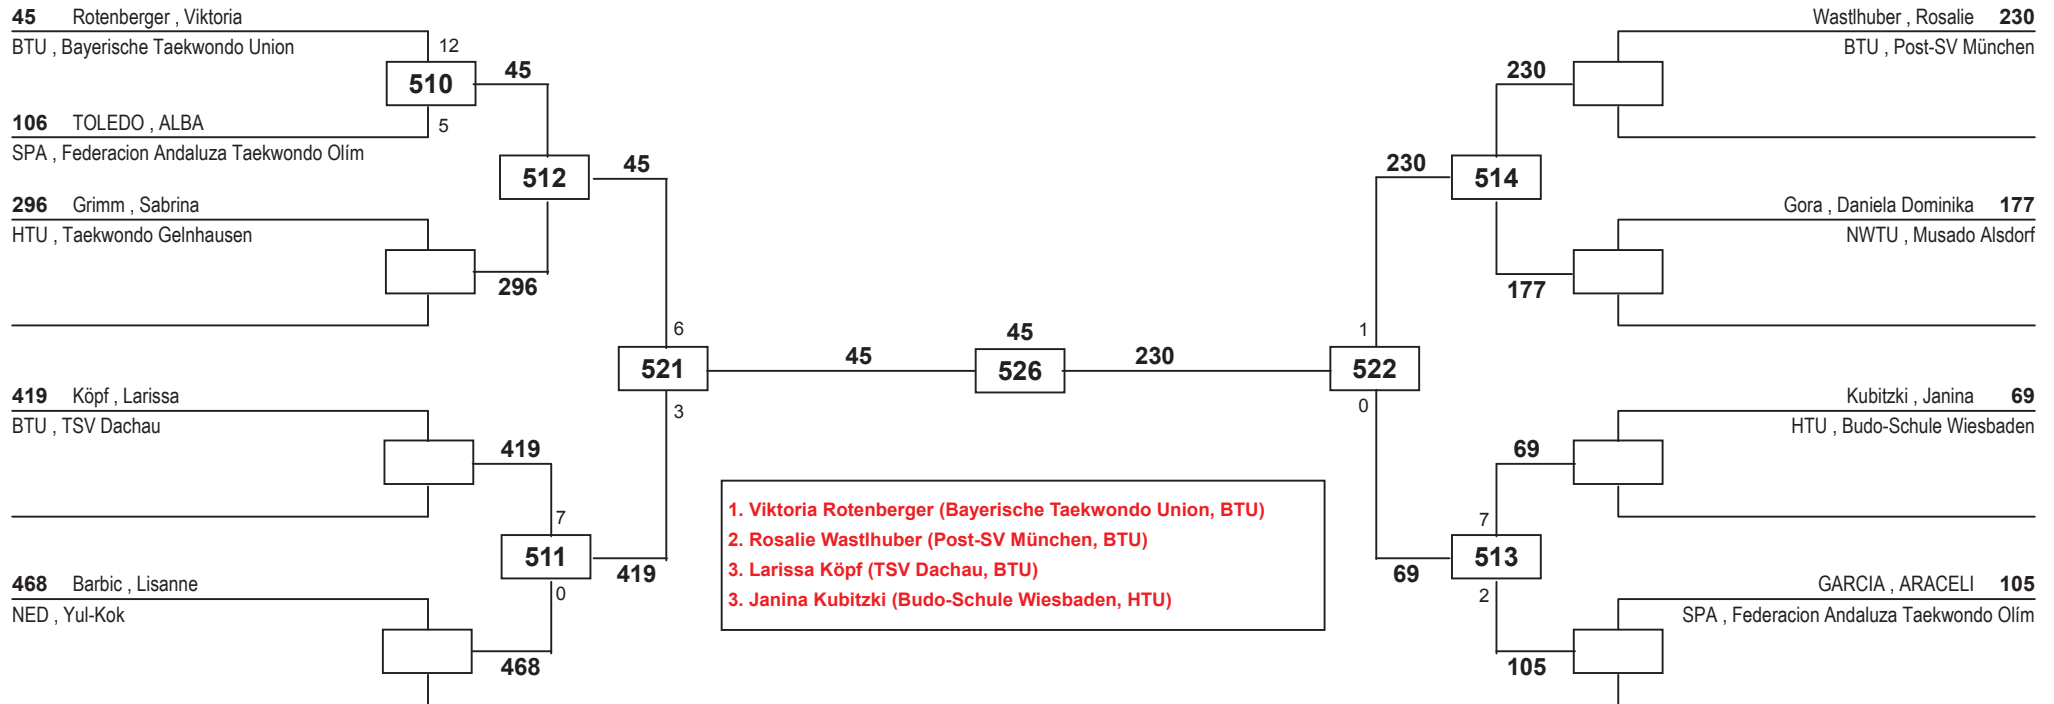 45 Rotenberger , Viktoria
BTU , Bayerische Taekwondo Union
12
510
45
5
106 TOLEDO , ALBA
SPA , Federacion Andaluza Taekwondo Olím
512
45
296 Grimm , Sabrina
HTU , Taekwondo Gelnhausen
296
6
521
45
3
419 Köpf , Larissa
BTU , TSV Dachau
419
7
511
419
0
468 Barbic , Lisanne
NED , Yul-Kok
468
45
526
1. Viktoria Rotenberger (Bayerische Taekwondo Union, BTU)
2. Rosalie Wastlhuber (Post-SV München, BTU)
3. Larissa Köpf (TSV Dachau, BTU)
3. Janina Kubitzki (Budo-Schule Wiesbaden, HTU)
Wastlhuber , Rosalie 230
BTU , Post-SV München
230
230
514
Gora , Daniela Dominika 177
NWTU , Musado Alsdorf
177
1
230
522
0
Kubitzki , Janina 69
HTU , Budo-Schule Wiesbaden
69
7
513
69
2
GARCIA , ARACELI 105
SPA , Federacion Andaluza Taekwondo Olím
105